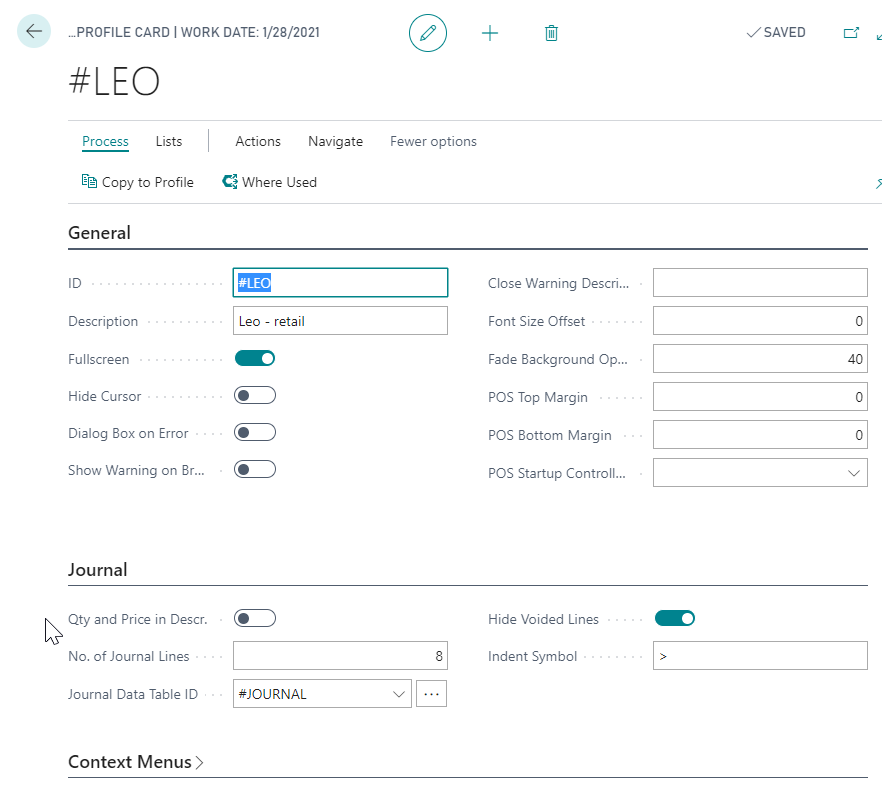 ...PROFILE CARD | WORK DATE: 1/28/2021
SAVED
#LEO
Process Lists Actions Navigate Fewer options
Copy to Profile Where Used
General
ID #LEO
Close Warning Descri...
Description Leo - retail
Font Size Offset 0
Fullscreen
Fade Background Op... 40
Hide Cursor
POS Top Margin 0
Dialog Box on Error
POS Bottom Margin 0
Show Warning on Br...
POS Startup Controll...
Journal
Qty and Price in Descr.
Hide Voided Lines
No. of Journal Lines 8
Indent Symbol >
Journal Data Table ID #JOURNAL ...
Context Menus >